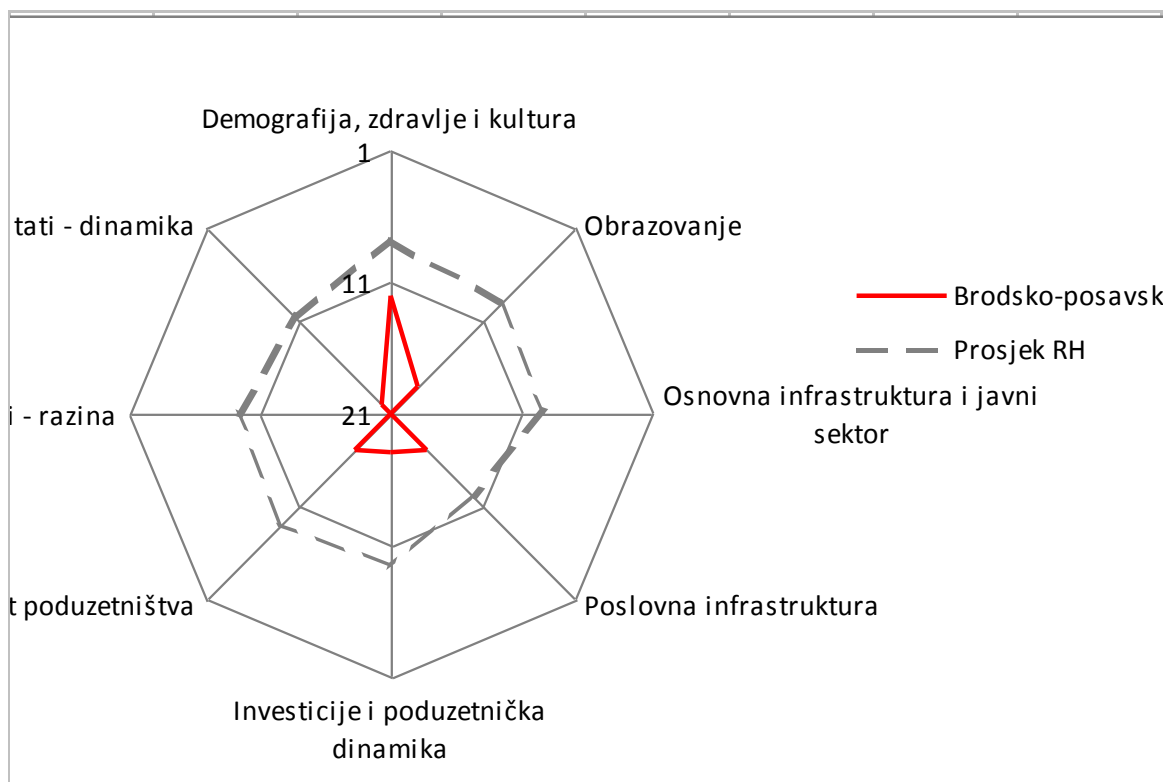 Demografija, zdravlje i kultura
1
tati - dinamika
Obrazovanje
11
Brodsko-posavsk
Prosjek RH
i - razina
21
Osnovna infrastruktura i javni
sektor
t poduzetništva
Poslovna infrastruktura
Investicije i poduzetnička
dinamika